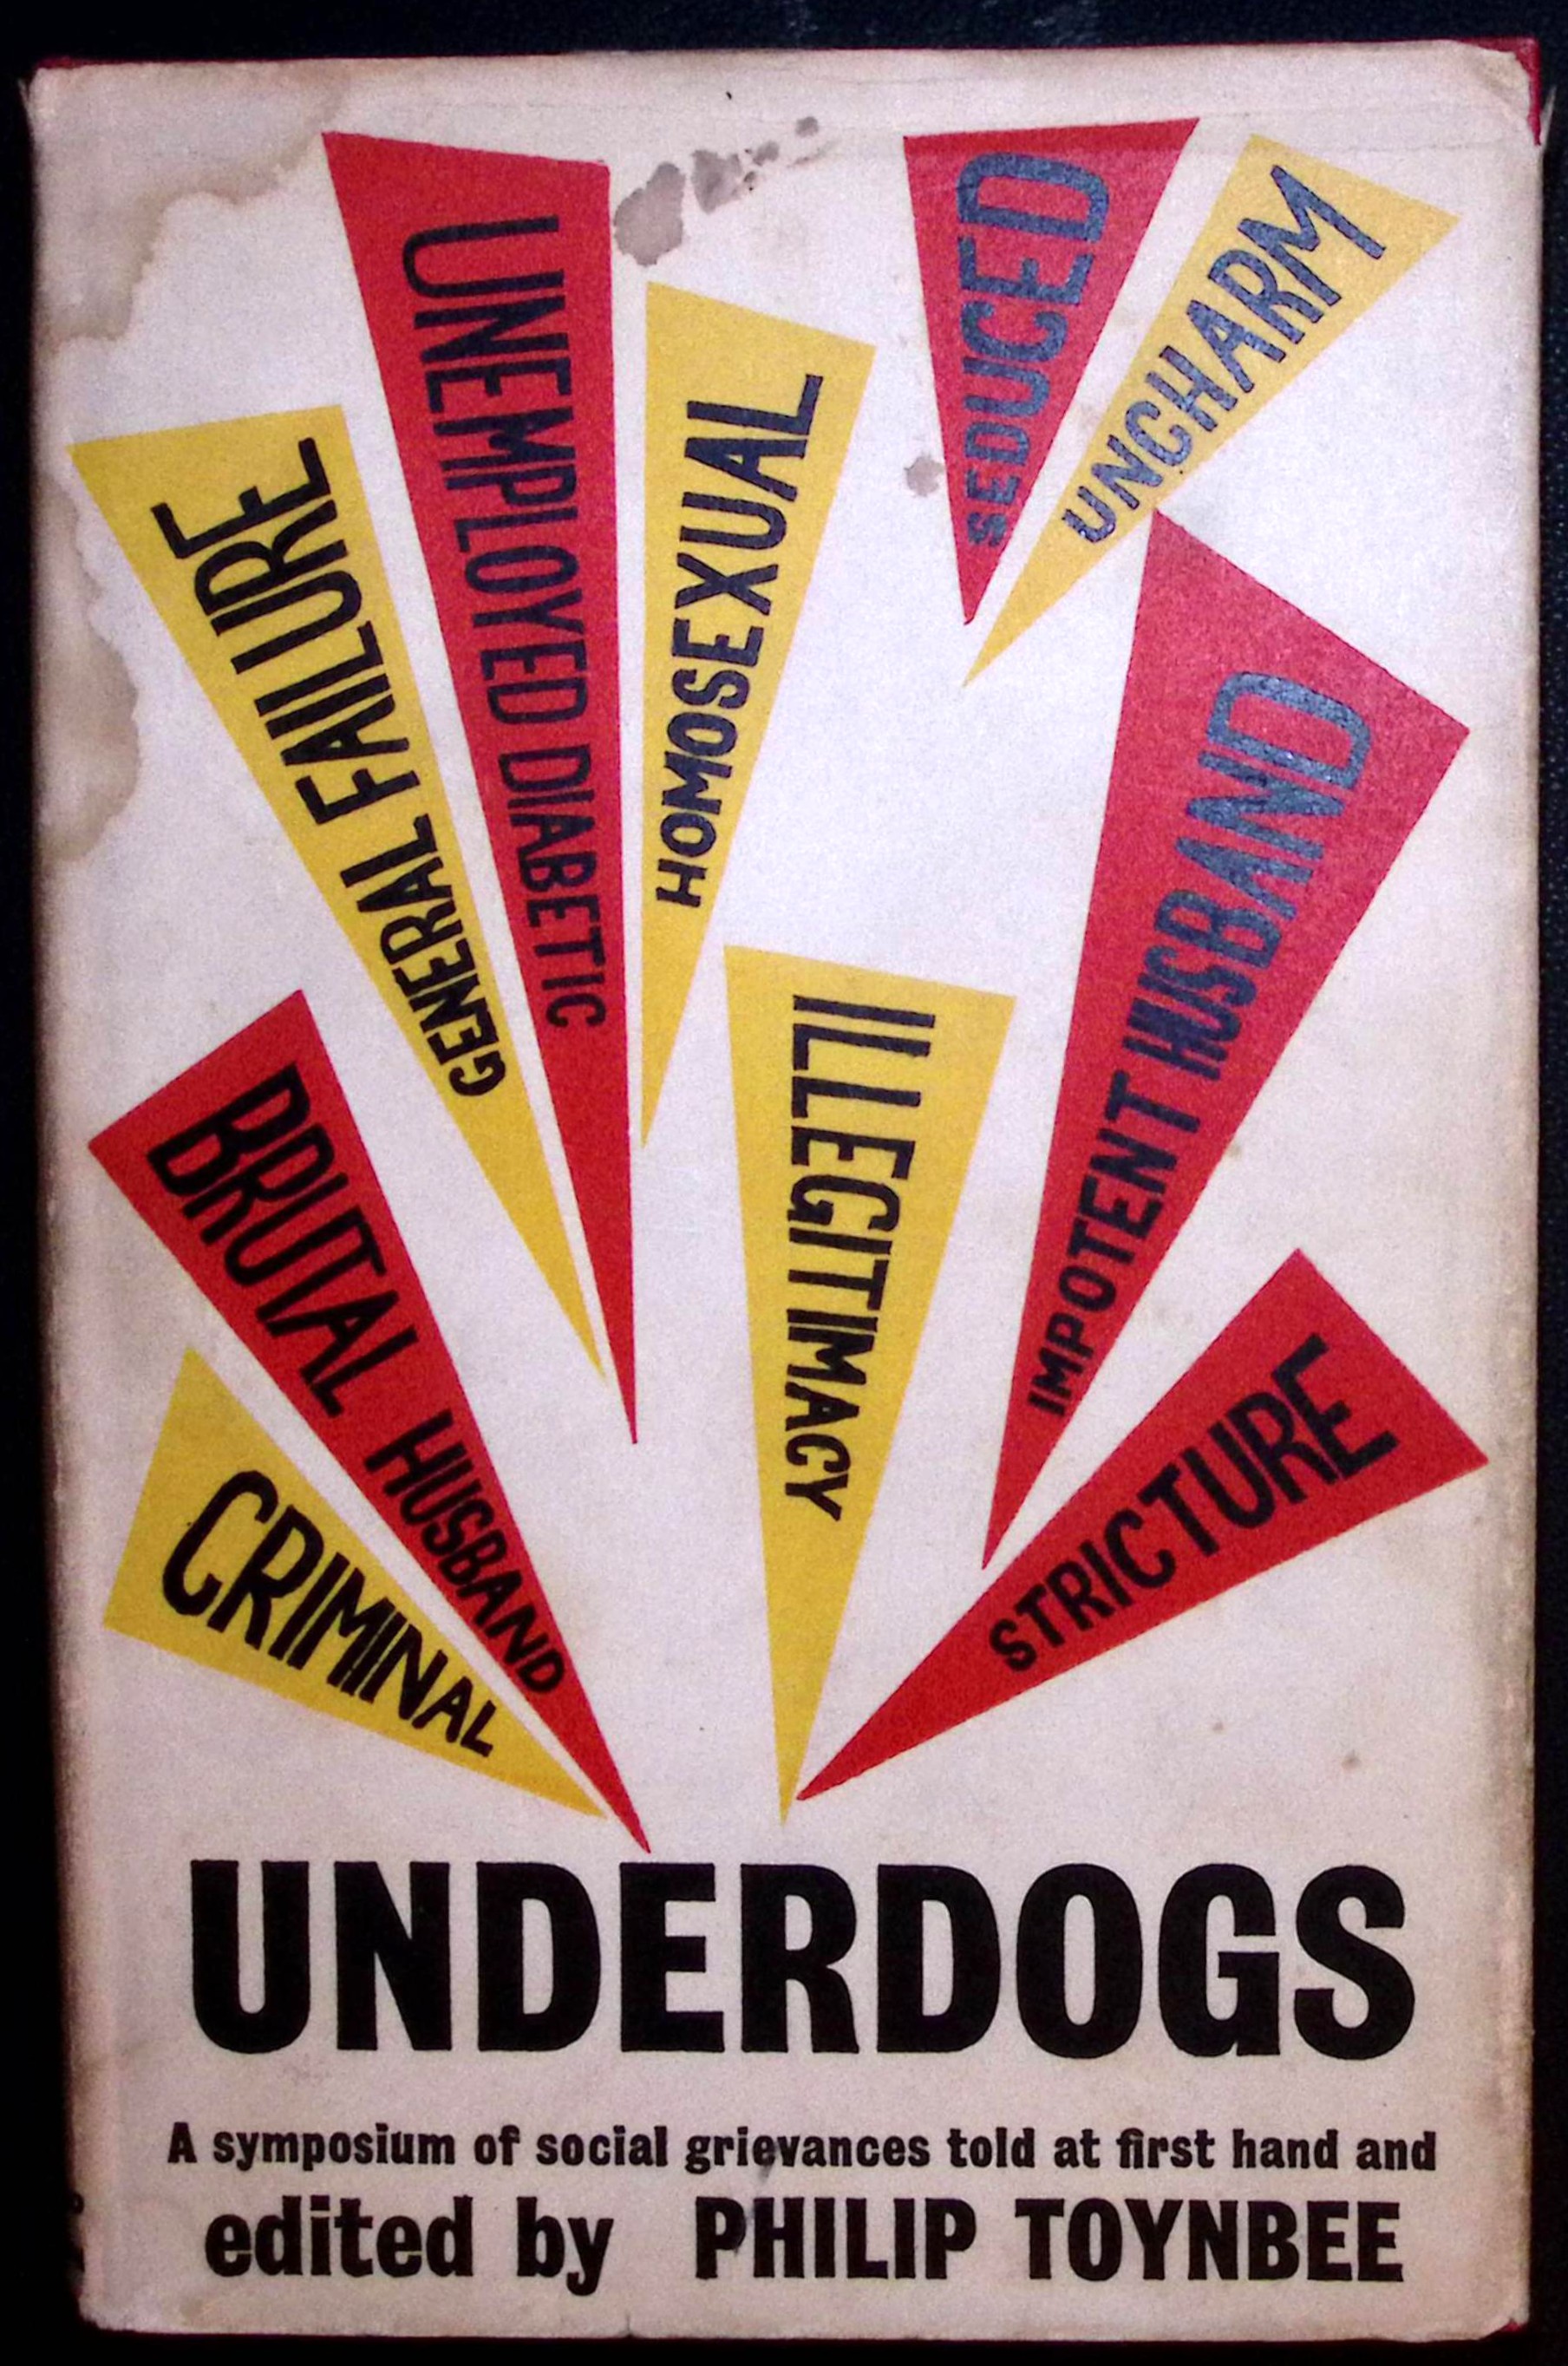 UNEMPLOYED DIABETIC
SEDUCED
UNCHARM
HOMOSEXUAL
GENERAL FAILURE
IMPOTENT HUSBAND
ILLEGITIMACY
BRUTAL HUSBAND
STRICTURE
CRIMINAL
UNDERDOGS
A symposium of social grievances told at first hand and
edited by PHILIP TOYNBEE